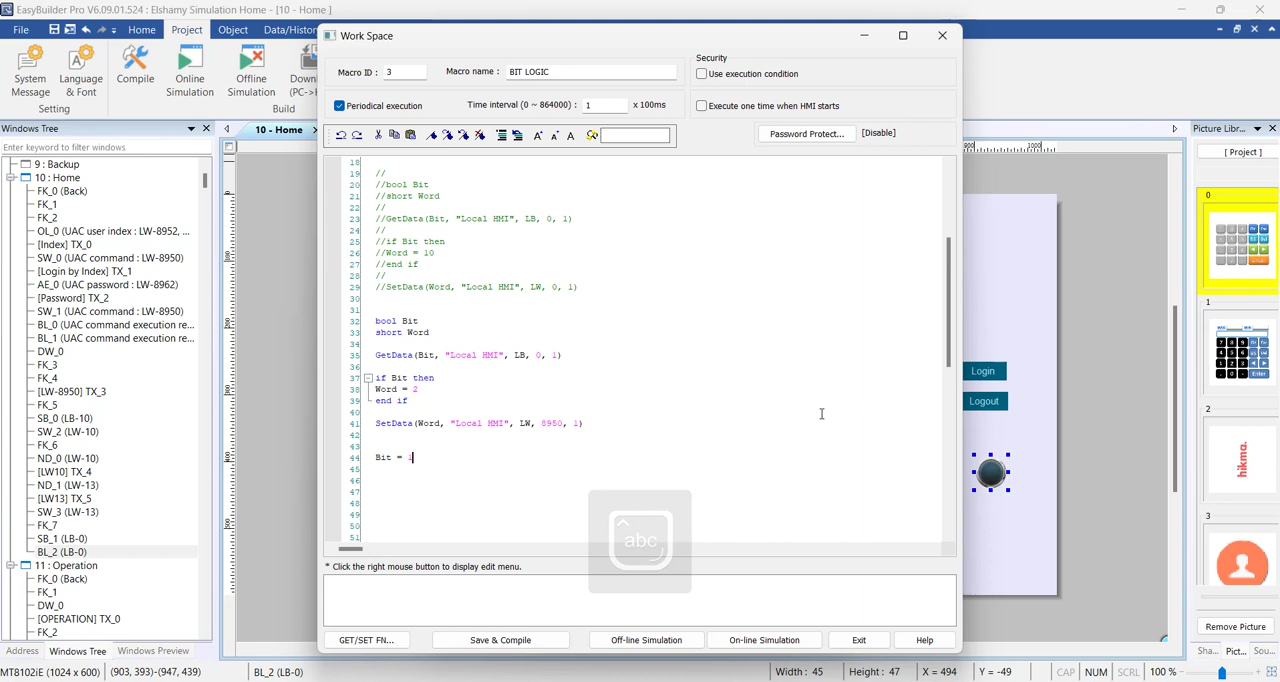 EasyBuilder Pro V6.09.01.524 : Elshamy Simulation Home - [10 - Home ]
File
Home
Project
Object
Data/Histor
System Message
Language & Font
Compile
Online Simulation
Offline Simulation
Down
(PC->H
Setting
Build
Windows Tree
Enter keyword to filter windows
9 : Backup
10 : Home
FK_0 (Back)
FK_1
FK_2
OL_0 (UAC user index : LW-8952, ...
[Index] TX_0
SW_0 (UAC command : LW-8950)
[Login by Index] TX_1
AE_0 (UAC password : LW-8962)
[Password] TX_2
SW_1 (UAC command : LW-8950)
BL_0 (UAC command execution re...
BL_1 (UAC command execution re...
DW_0
FK_3
FK_4
[LW-8950] TX_3
FK_5
SB_0 (LB-10)
SW_2 (LW-10)
FK_6
ND_0 (LW-10)
[LW10] TX_4
ND_1 (LW-13)
[LW13] TX_5
SW_3 (LW-13)
FK_7
SB_1 (LB-0)
BL_2 (LB-0)
11 : Operation
FK_0 (Back)
FK_1
DW_0
[OPERATION] TX_0
FK_2
Address
Windows Tree
Windows Preview
10 - Home
Work Space
Macro ID : 3
Macro name : BIT LOGIC
Security
Use execution condition
Periodical execution
Time interval (0 ~ 864000) : 1 x 100ms
Execute one time when HMI starts
Password Protect...
[Disable]
18
19 //
20 //bool Bit
21 //short Word
22 //
23 //GetData(Bit, "Local HMI", LB, 0, 1)
24 //
25 //if Bit then
26 //Word = 10
27 //end if
28 //
29 //SetData(Word, "Local HMI", LW, 0, 1)
30
31
32 bool Bit
33 short Word
34
35 GetData(Bit, "Local HMI", LB, 0, 1)
36
37 if Bit then
38 Word = 2
39 end if
40
41 SetData(Word, "Local HMI", LW, 8950, 1)
42
43
44 Bit = 1
45
46
47
48
49
50
51
abc
* Click the right mouse button to display edit menu.
GET/SET FN...
Save & Compile
Off-line Simulation
On-line Simulation
Exit
Help
900
1000
Login
Logout
Picture Libr...
[ Project ]
0
1
2
hikma.
3
Remove Picture
Sha...
Pict...
Sou...
MT8102iE (1024 x 600)
(903, 393)-(947, 439)
BL_2 (LB-0)
Width : 45
Height : 47
X = 494
Y = -49
CAP
NUM
SCRL
100 %